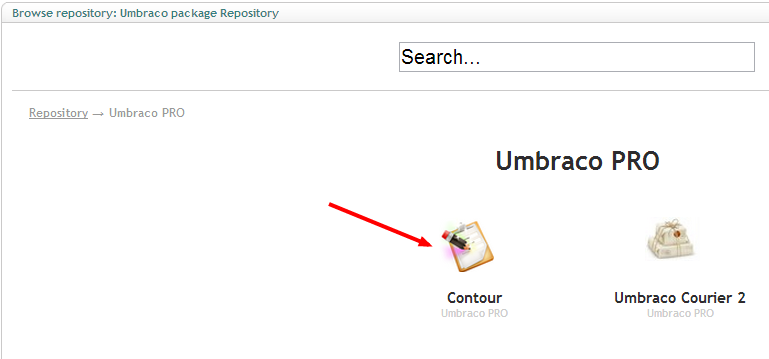 Browse repository: Umbraco package Repository
Search...
Repository → Umbraco PRO
Umbraco PRO
Contour
Umbraco PRO
Umbraco Courier 2
Umbraco PRO